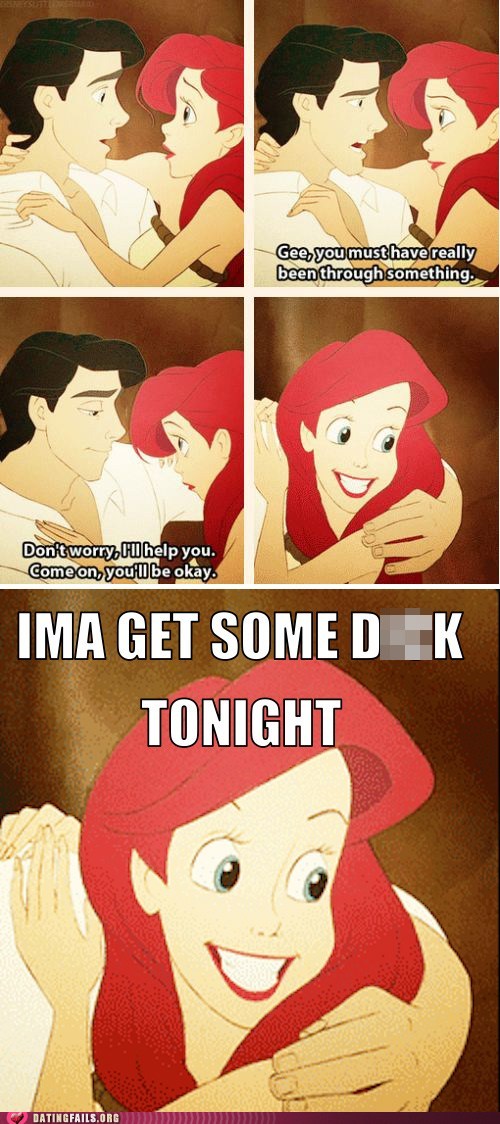 DISNEYSLITTLEMERMAID
Gee, you must have really
been through something.
Don't worry, I'll help you.
Come on, you'll be okay.
IMA GET SOME D K
TONIGHT
DATINGFAILS.ORG